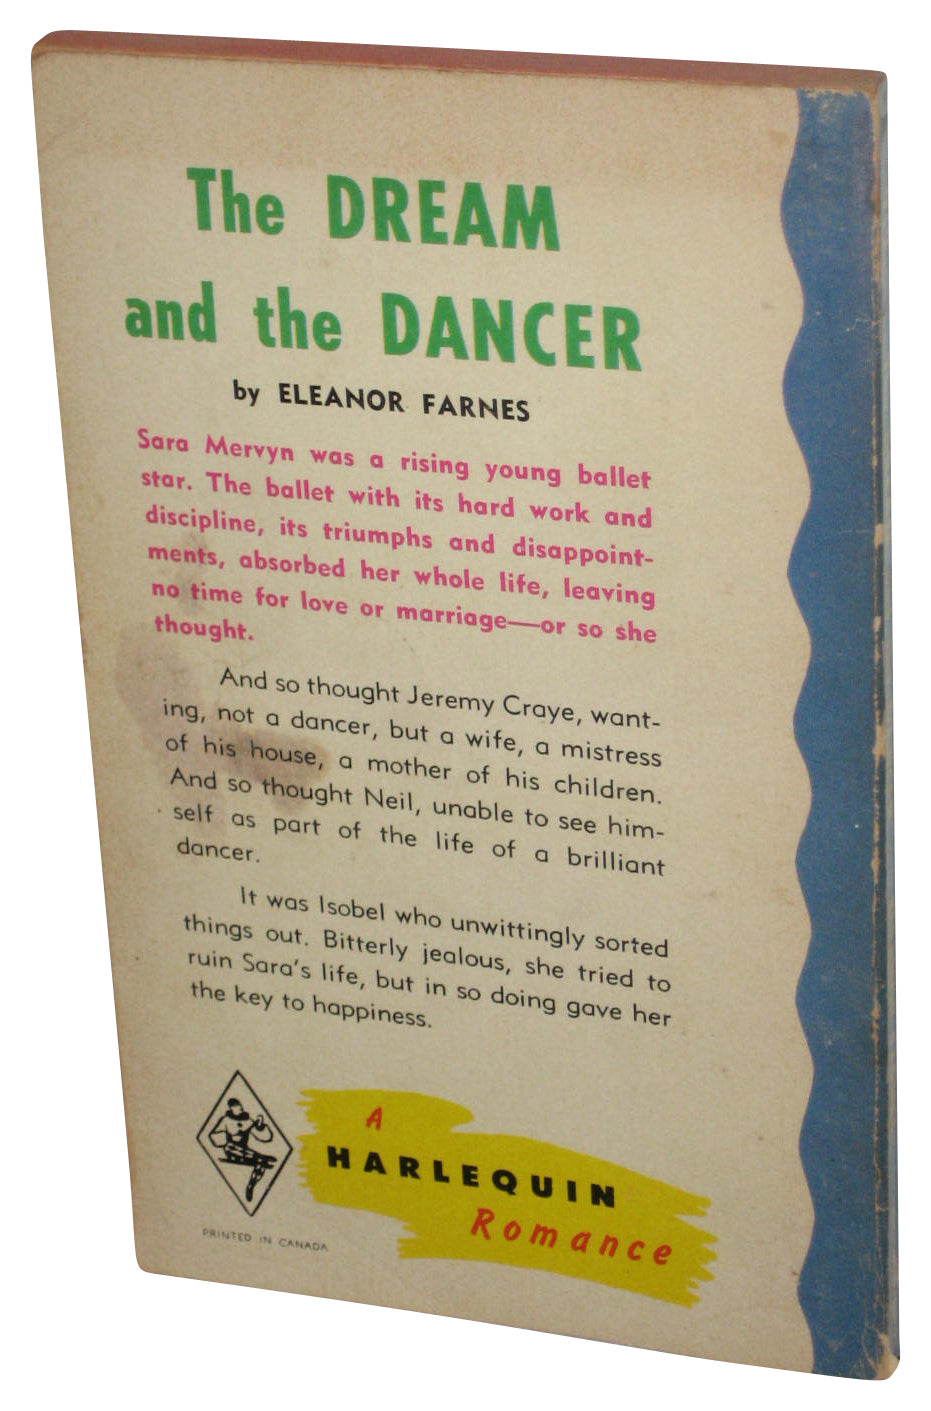 The DREAM
and the DANCER
by ELEANOR FARNES
Sara Mervyn was a rising young ballet
star. The ballet with its hard work and
discipline, its triumphs and disappoint-
ments, absorbed her whole life, leaving
no time for love or marriage—or so she
thought.
And so thought Jeremy Craye, want-
ing, not a dancer, but a wife, a mistress
of his house, a mother of his children.
And so thought Neil, unable to see him-
self as part of the life of a brilliant
dancer.
It was Isobel who unwittingly sorted
things out. Bitterly jealous, she tried to
ruin Sara's life, but in so doing gave her
the key to happiness.
A
HARLEQUIN
Romance
PRINTED IN CANADA